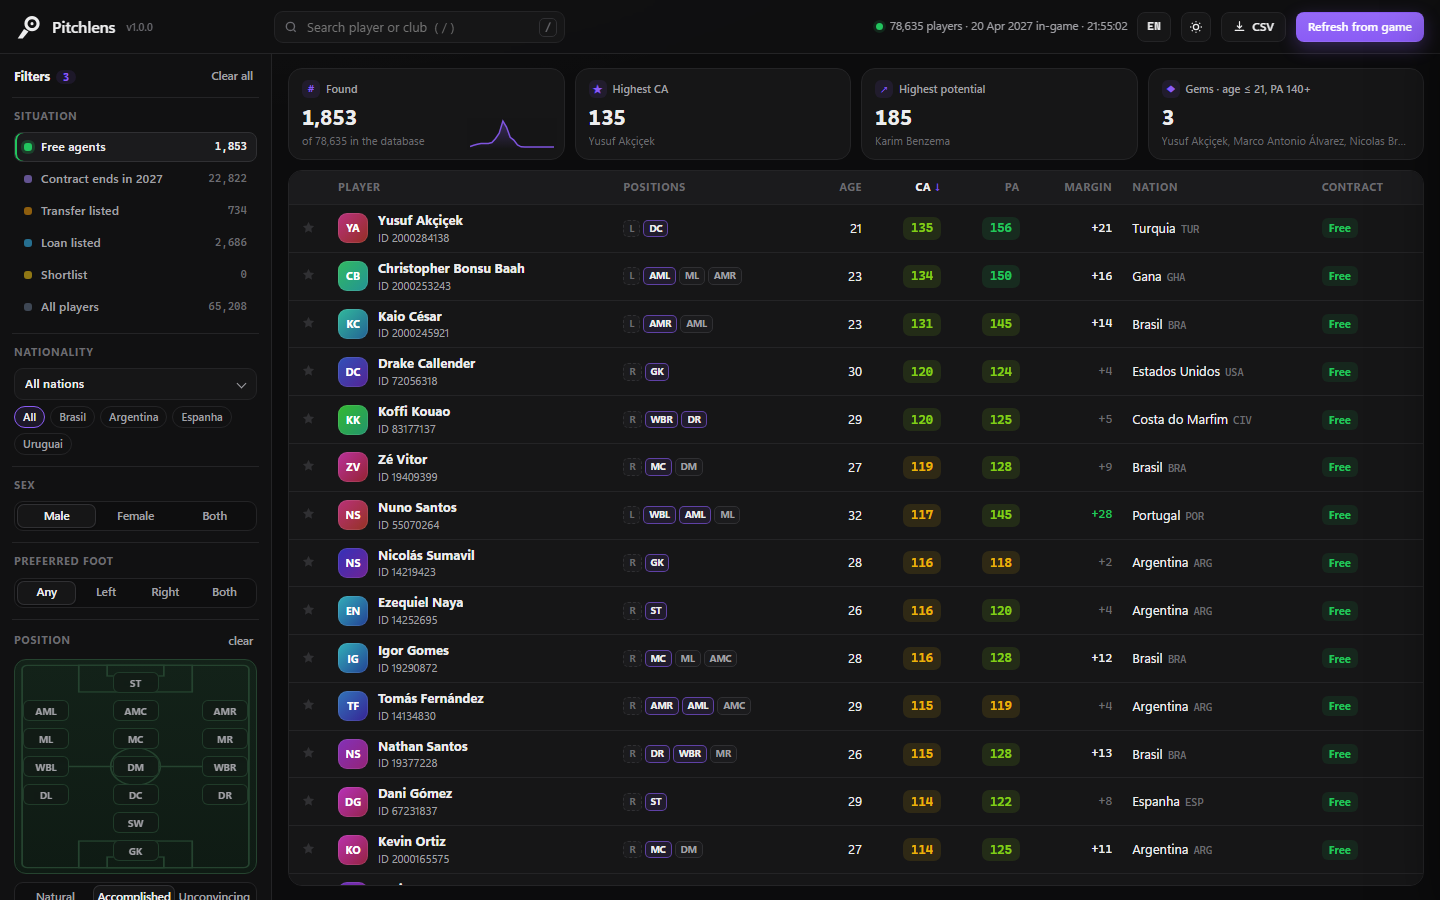 Pitchlens v1.0.0
Search player or club ( / ) /
78,635 players · 20 Apr 2027 in-game · 21:55:02
EN
CSV
Refresh from game
Filters 3 Clear all
SITUATION
Free agents 1,853
Contract ends in 2027 22,822
Transfer listed 734
Loan listed 2,686
Shortlist 0
All players 65,208
NATIONALITY
All nations
All Brasil Argentina Espanha
Uruguai
SEX
Male Female Both
PREFERRED FOOT
Any Left Right Both
POSITION clear
ST
AML AMC AMR
ML MC MR
WBL DM WBR
DL DC DR
SW
GK
Natural Accomplished Unconvincing
# Found
1,853
of 78,635 in the database
Highest CA
135
Yusuf Akçiçek
Highest potential
185
Karim Benzema
Gems · age ≤ 21, PA 140+
3
Yusuf Akçiçek, Marco Antonio Álvarez, Nicolas Br...
PLAYER POSITIONS AGE CA ↓ PA MARGIN NATION CONTRACT
YA Yusuf Akçiçek L DC 21 135 156 +21 Turquia TUR Free
ID 2000284138
CB Christopher Bonsu Baah L AML ML AMR 23 134 150 +16 Gana GHA Free
ID 2000253243
KC Kaio César L AMR AML 23 131 145 +14 Brasil BRA Free
ID 2000245921
DC Drake Callender R GK 30 120 124 +4 Estados Unidos USA Free
ID 72056318
KK Koffi Kouao R WBR DR 29 120 125 +5 Costa do Marfim CIV Free
ID 83177137
ZV Zé Vitor R MC DM 27 119 128 +9 Brasil BRA Free
ID 19409399
NS Nuno Santos L WBL AML ML 32 117 145 +28 Portugal POR Free
ID 55070264
NS Nicolás Sumavil R GK 28 116 118 +2 Argentina ARG Free
ID 14219423
EN Ezequiel Naya R ST 26 116 120 +4 Argentina ARG Free
ID 14252695
IG Igor Gomes R MC ML AMC 28 116 128 +12 Brasil BRA Free
ID 19290872
TF Tomás Fernández R AMR AML AMC 29 115 119 +4 Argentina ARG Free
ID 14134830
NS Nathan Santos R DR WBR MR 26 115 128 +13 Brasil BRA Free
ID 19377228
DG Dani Gómez R ST 29 114 122 +8 Espanha ESP Free
ID 67231837
KO Kevin Ortiz R MC DM 27 114 125 +11 Argentina ARG Free
ID 2000165575